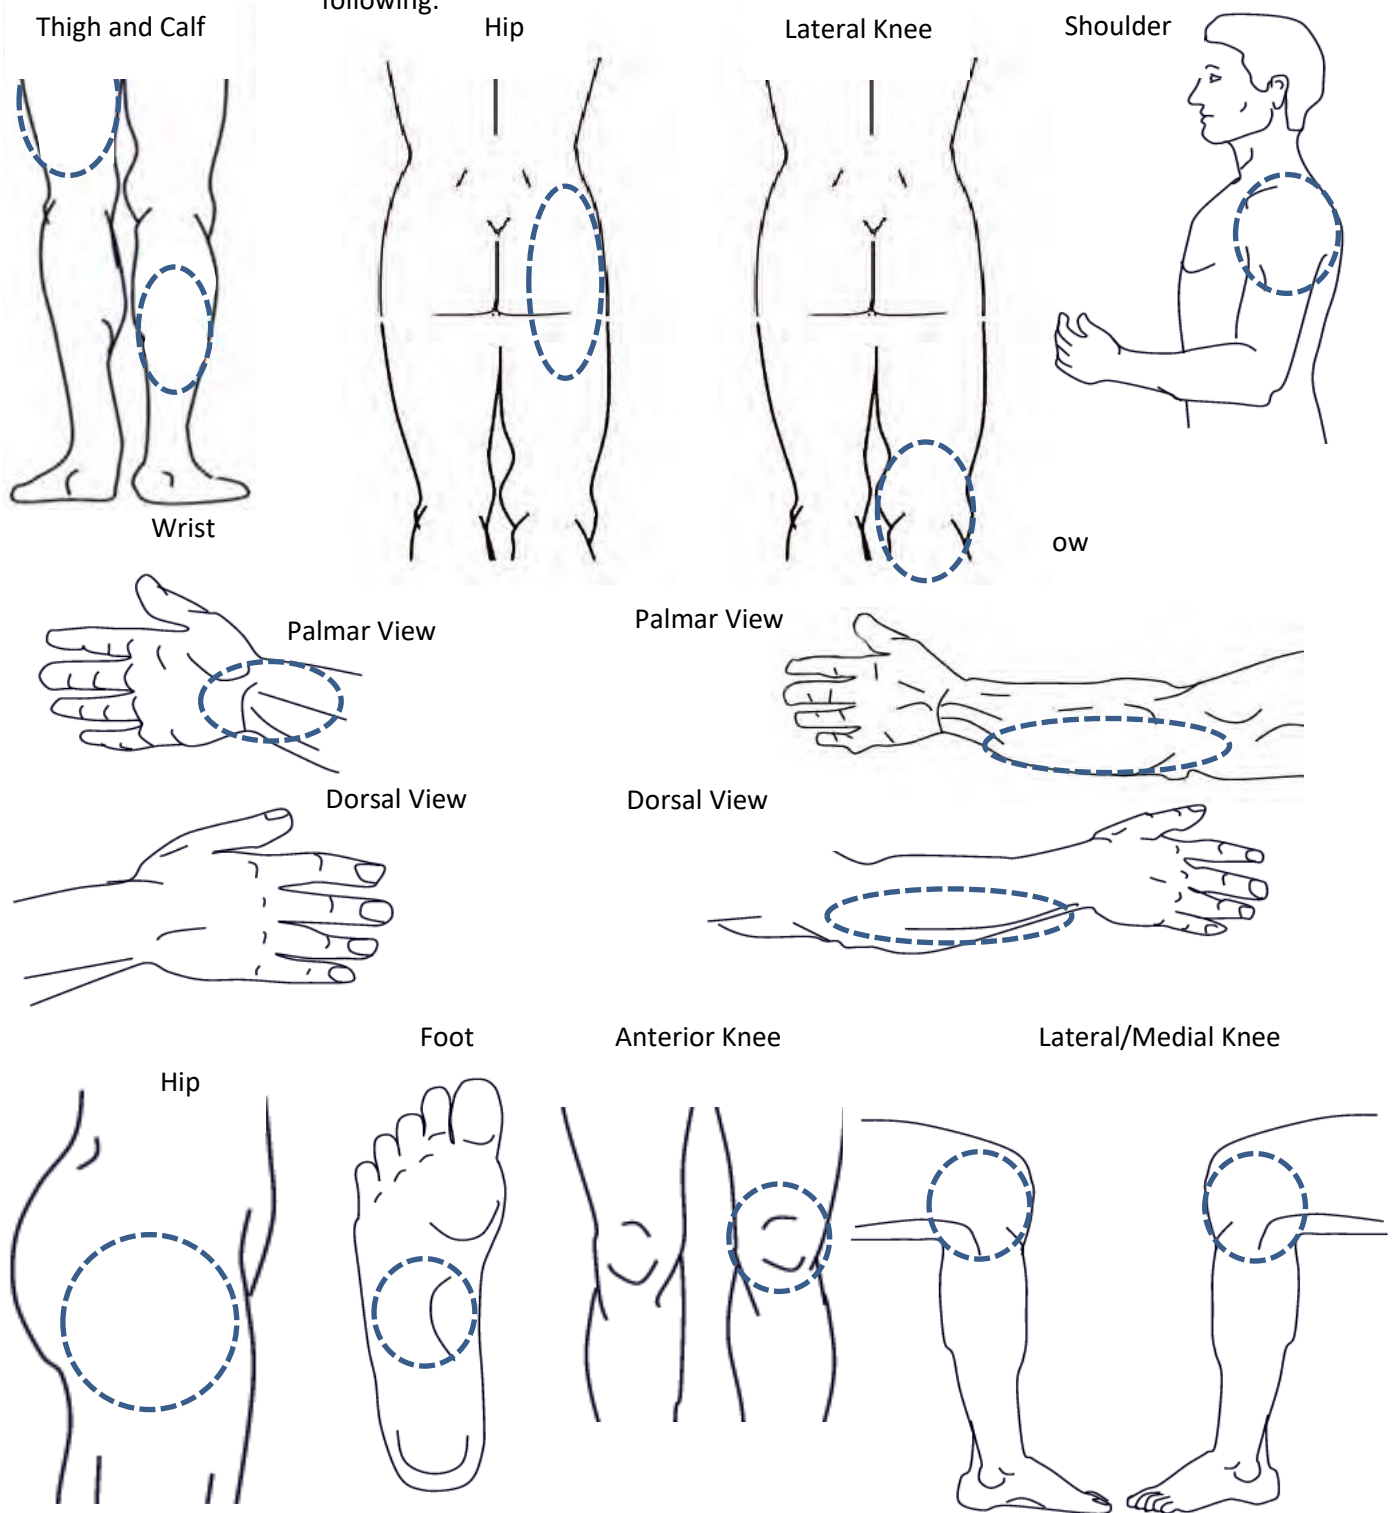 following:
Thigh and Calf
Hip
Lateral Knee
Shoulder
Wrist
ow
Palmar View
Palmar View
Dorsal View
Dorsal View
Foot
Anterior Knee
Lateral/Medial Knee
Hip